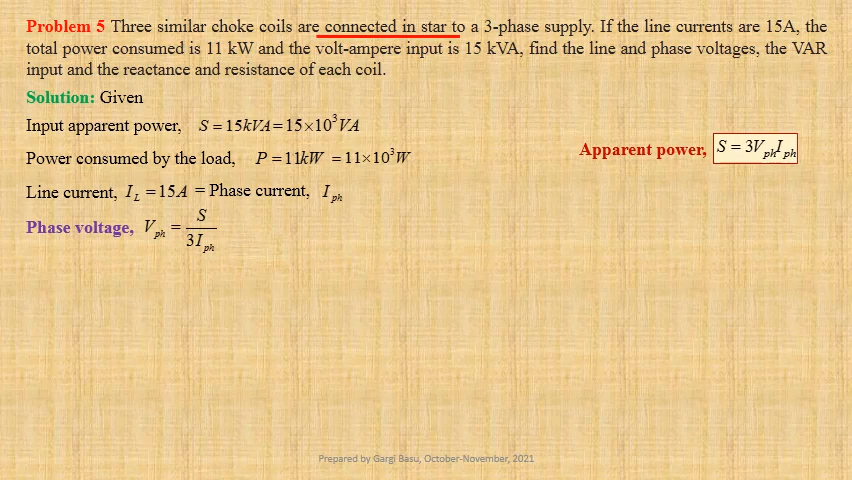 Problem 5 Three similar choke coils are connected in star to a 3-phase supply. If the line currents are 15A, the
total power consumed is 11 kW and the volt-ampere input is 15 kVA, find the line and phase voltages, the VAR
input and the reactance and resistance of each coil.
Solution: Given
Input apparent power, S = 15kVA = 15×10³VA
Power consumed by the load, P = 11kW = 11×10³W
Apparent power, S = 3V_ph I_ph
Line current, I_L = 15A = Phase current, I_ph
Phase voltage, V_ph = S / 3I_ph
Prepared by Gargi Basu, October-November, 2021